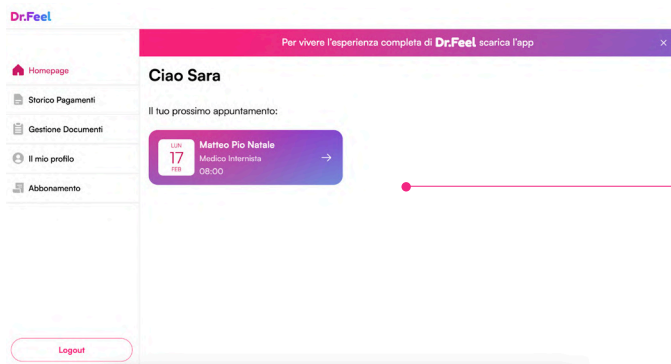 Dr.Feel
Per vivere l'esperienza completa di Dr.Feel scarica l'app
Homepage
Storico Pagamenti
Gestione Documenti
Il mio profilo
Abbonamento
Logout
Ciao Sara
Il tuo prossimo appuntamento:
LUN
17
FEB
Matteo Pio Natale
Medico Internista
08:00